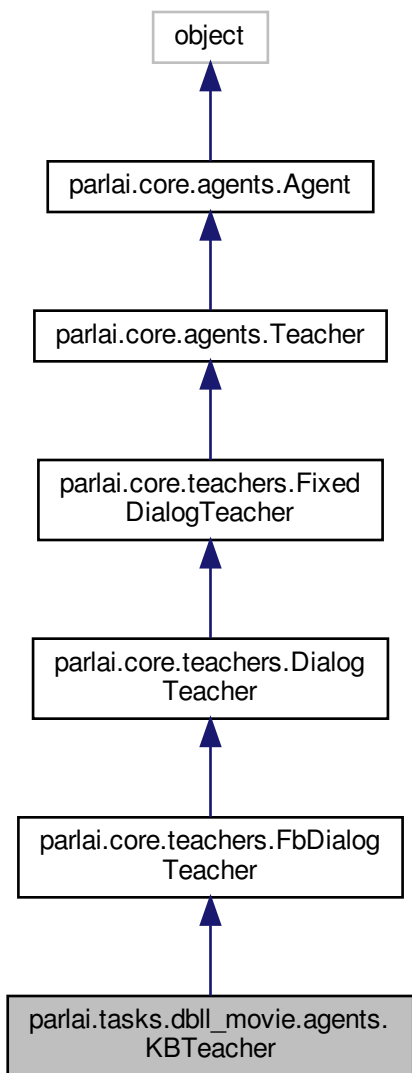 object
parlai.core.agents.Agent
parlai.core.agents.Teacher
parlai.core.teachers.Fixed
DialogTeacher
parlai.core.teachers.Dialog
Teacher
parlai.core.teachers.FbDialog
Teacher
parlai.tasks.dbll_movie.agents.
KBTeacher